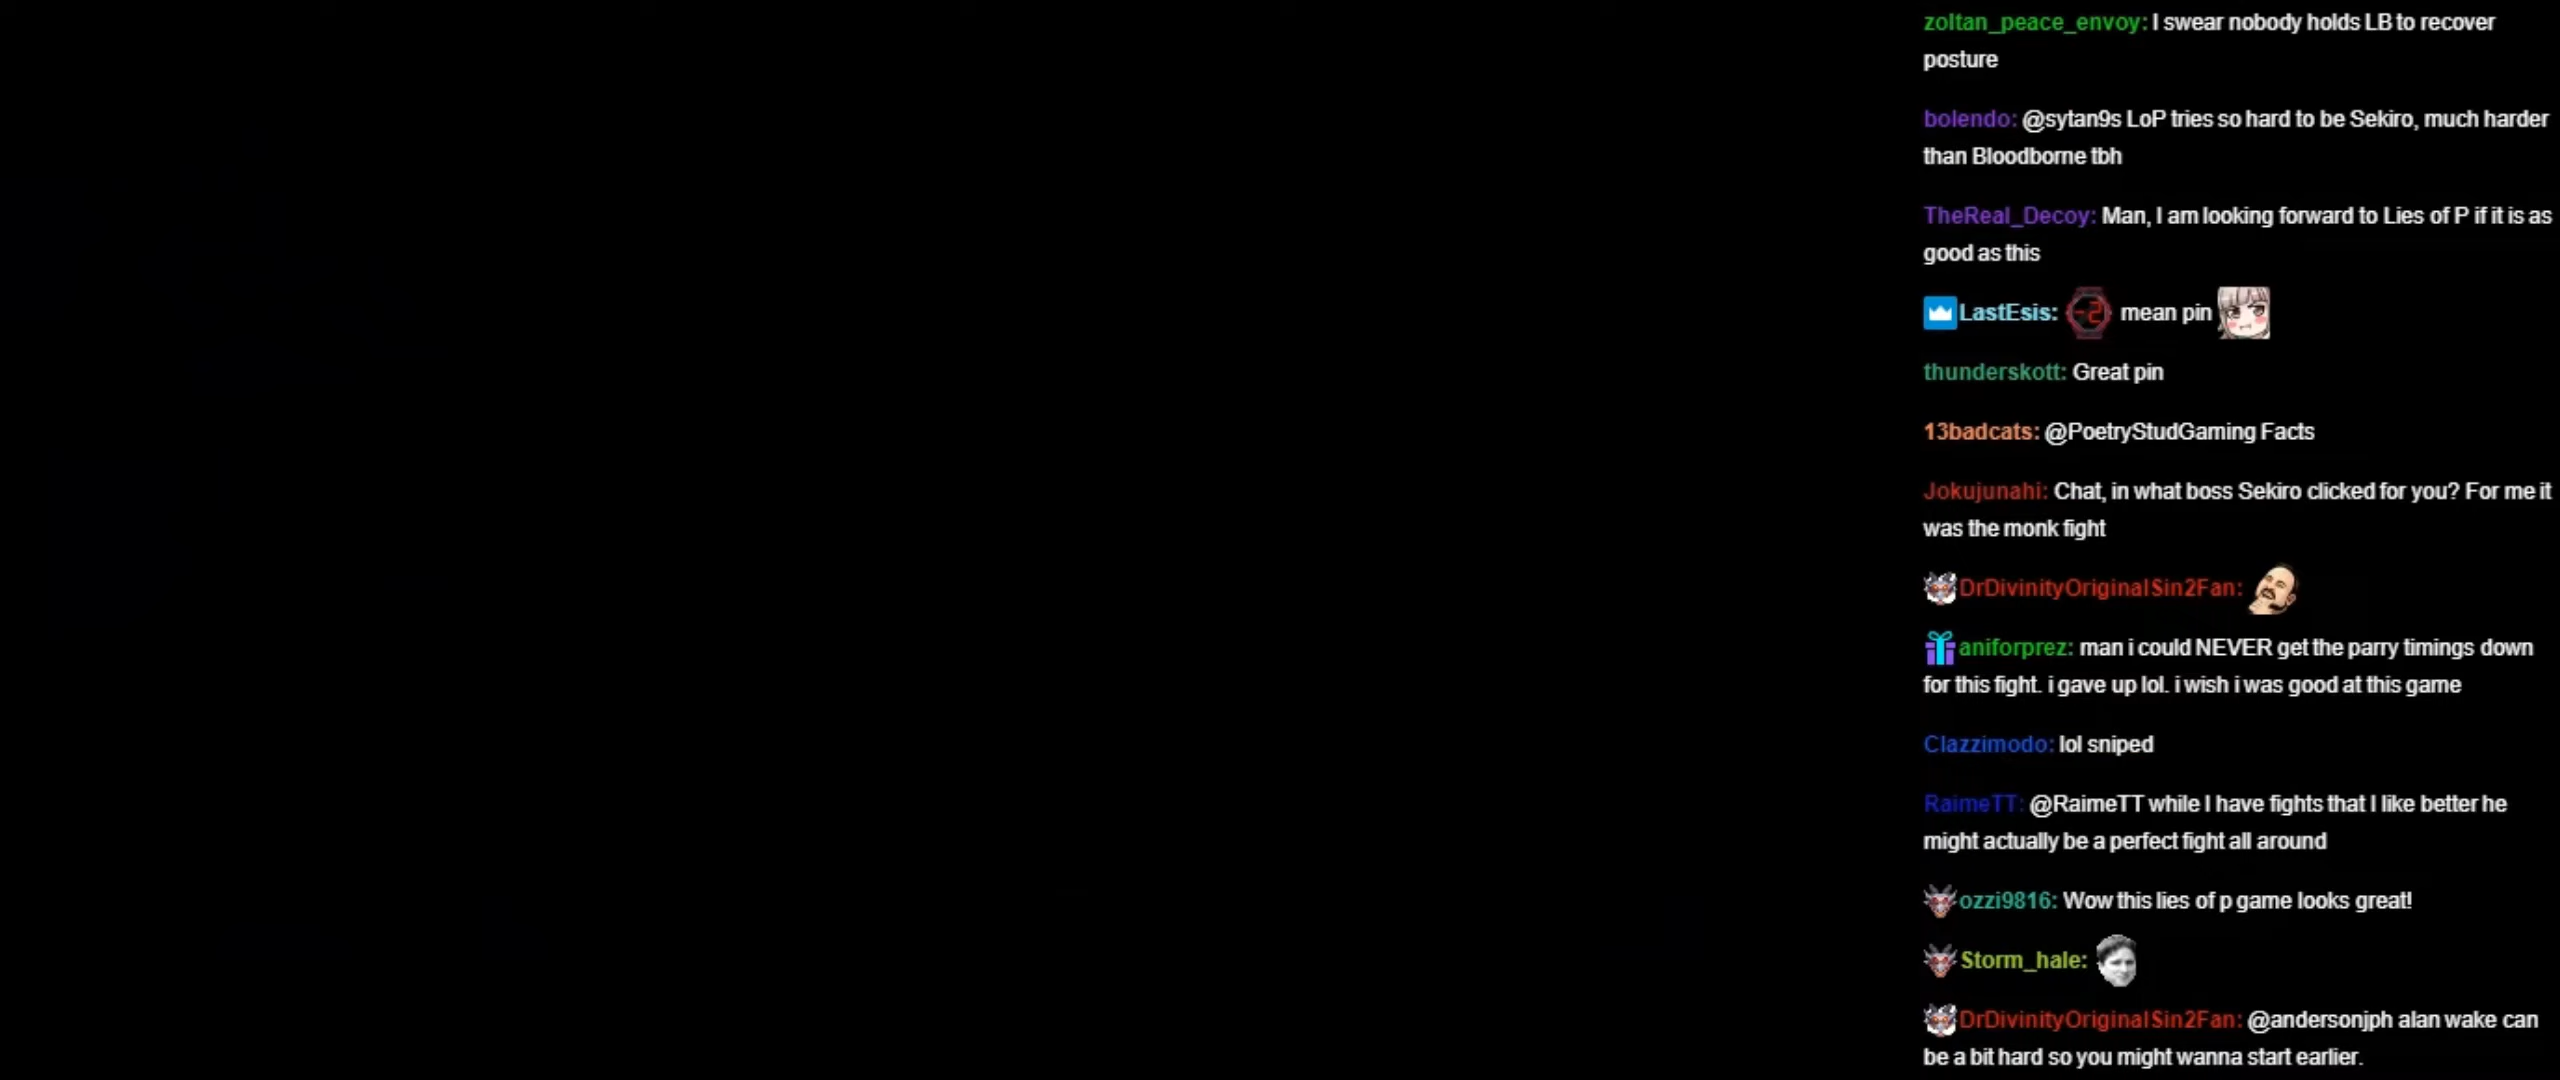 zoltan_peace_envoy: I swear nobody holds LB to recover
posture
bolendo: @sytan9s LoP tries so hard to be Sekiro, much harder
than Bloodborne tbh
TheReal_Decoy: Man, I am looking forward to Lies of P if it is as
good as this
LastEsis: -2 mean pin
thunderskott: Great pin
13badcats: @PoetryStudGaming Facts
Jokujunahi: Chat, in what boss Sekiro clicked for you? For me it
was the monk fight
DrDivinityOriginalSin2Fan:
aniforprez: man i could NEVER get the parry timings down
for this fight. i gave up lol. i wish i was good at this game
Clazzimodo: lol sniped
RaimeTT: @RaimeTT while I have fights that I like better he
might actually be a perfect fight all around
ozzi9816: Wow this lies of p game looks great!
Storm_hale:
DrDivinityOriginalSin2Fan: @andersonjph alan wake can
be a bit hard so you might wanna start earlier.